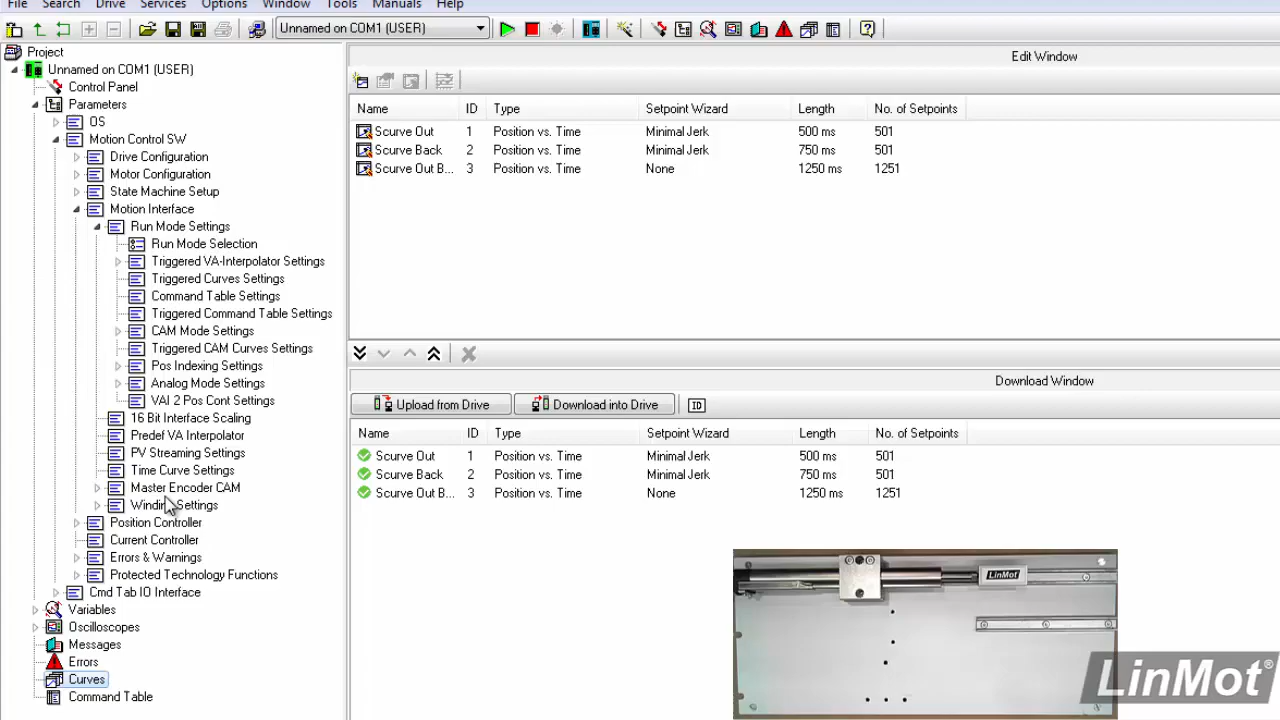 File Search Drive Services Options Window Tools Manuals Help
Unnamed on COM1 (USER)
Project
Unnamed on COM1 (USER)
Control Panel
Parameters
OS
Motion Control SW
Drive Configuration
Motor Configuration
State Machine Setup
Motion Interface
Run Mode Settings
Run Mode Selection
Triggered VA-Interpolator Settings
Triggered Curves Settings
Command Table Settings
Triggered Command Table Settings
CAM Mode Settings
Triggered CAM Curves Settings
Pos Indexing Settings
Analog Mode Settings
VAI 2 Pos Cont Settings
16 Bit Interface Scaling
Predef VA Interpolator
PV Streaming Settings
Time Curve Settings
Master Encoder CAM
Winding Settings
Position Controller
Current Controller
Errors & Warnings
Protected Technology Functions
Cmd Tab IO Interface
Variables
Oscilloscopes
Messages
Errors
Curves
Command Table
Edit Window
Name ID Type Setpoint Wizard Length No. of Setpoints
Scurve Out 1 Position vs. Time Minimal Jerk 500 ms 501
Scurve Back 2 Position vs. Time Minimal Jerk 750 ms 501
Scurve Out B... 3 Position vs. Time None 1250 ms 1251
Download Window
Upload from Drive Download into Drive ID
Name ID Type Setpoint Wizard Length No. of Setpoints
Scurve Out 1 Position vs. Time Minimal Jerk 500 ms 501
Scurve Back 2 Position vs. Time Minimal Jerk 750 ms 501
Scurve Out B... 3 Position vs. Time None 1250 ms 1251
LinMot
LinMot®